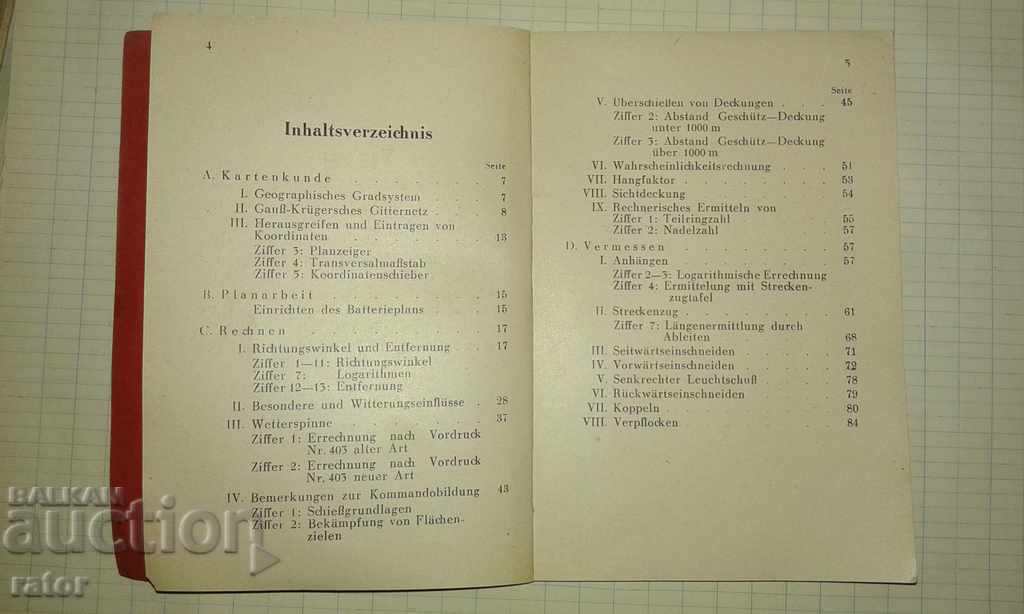 4
Inhaltsverzeichnis
Seite
A. Kartenkunde 7
I. Geographisches Gradsystem 7
II. Gauß-Krügersches Gitternetz 8
III. Herausgreifen und Eintragen von
Koordinaten 13
Ziffer 3: Planzeiger
Ziffer 4: Transversalmaßstab
Ziffer 5: Koordinatenschieber
B. Planarbeit 15
Einrichten des Batterieplans 15
C. Rechnen 17
I. Richtungswinkel und Entfernung 17
Ziffer 1—11: Richtungswinkel
Ziffer 7: Logarithmen
Ziffer 12—13: Entfernung
II. Besondere und Witterungseinflüsse 28
III. Wetterspinne 37
Ziffer 1: Errechnung nach Vordruck
Nr. 403 alter Art
Ziffer 2: Errechnung nach Vordruck
Nr. 403 neuer Art
IV. Bemerkungen zur Kommandobildung 43
Ziffer 1: Schießgrundlagen
Ziffer 2: Bekämpfung von Flächen-
zielen
5
Seite
V. Überschießen von Deckungen 45
Ziffer 2: Abstand Geschütz—Deckung
unter 1000 m
Ziffer 3: Abstand Geschütz—Deckung
über 1000 m
VI. Wahrscheinlichkeitsrechnung 51
VII. Hangfaktor 53
VIII. Sichtdeckung 54
IX. Rechnerisches Ermitteln von
Ziffer 1: Teilringzahl 55
Ziffer 2: Nadelzahl 57
D. Vermessen 57
I. Anhängen 57
Ziffer 2—3: Logarithmische Errechnung
Ziffer 4: Ermittelung mit Strecken-
zugtafel
II. Streckenzug 61
Ziffer 7: Längenermittlung durch
Ableiten 68
III. Seitwärtseinschneiden 71
IV. Vorwärtseinschneiden 72
V. Senkrechter Leuchtschuß 78
VI. Rückwärtseinschneiden 79
VII. Koppeln 80
VIII. Verpflocken 84
BALKAN
auction
rator